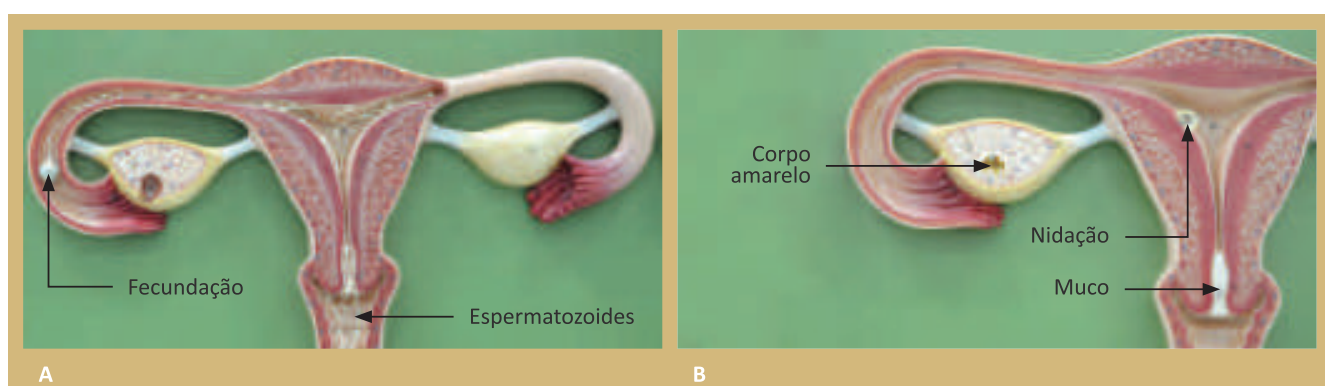 Fecundação
Espermatozoides
A
Corpo
amarelo
Nidação
Muco
B